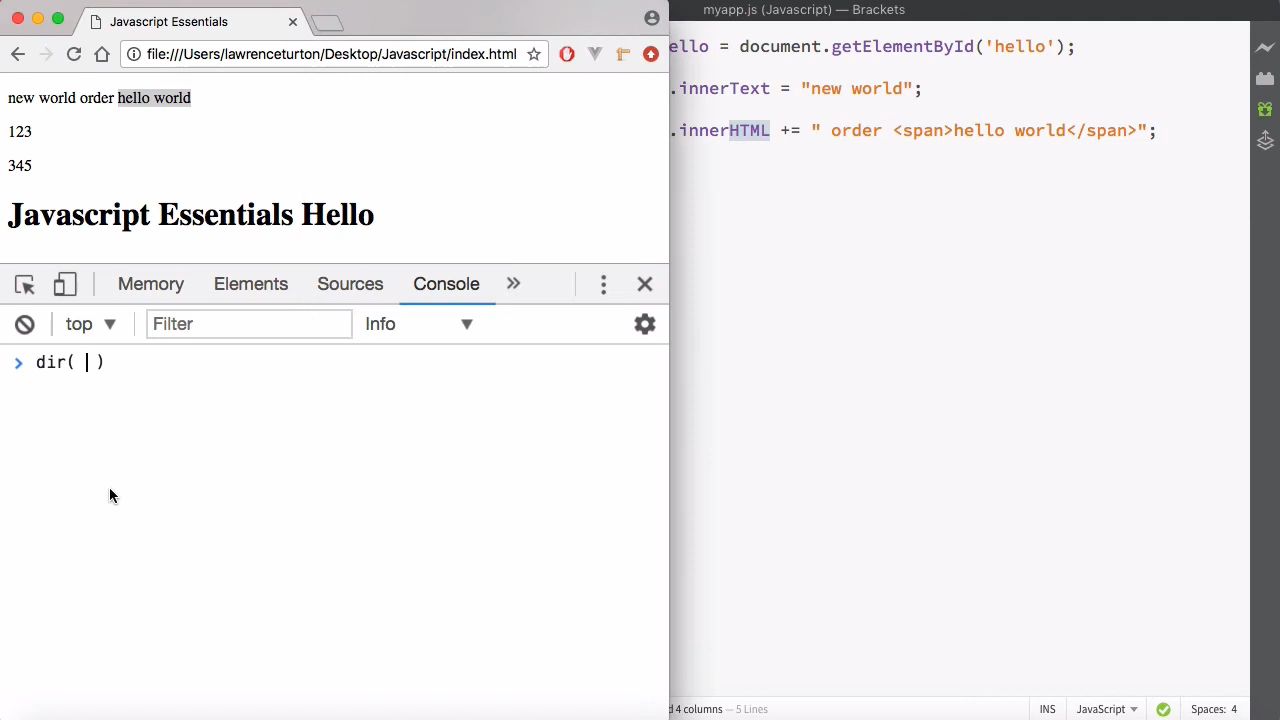 Javascript Essentials
myapp.js (Javascript) — Brackets
file:///Users/lawrenceturton/Desktop/Javascript/index.html
new world order hello world
123
345
Javascript Essentials Hello
Memory Elements Sources Console »
top ▼ Filter Info ▼
> dir( )
ello = document.getElementById('hello');
.innerText = "new world";
.innerHTML += " order <span>hello world</span>";
d 4 columns — 5 Lines
INS JavaScript Spaces: 4